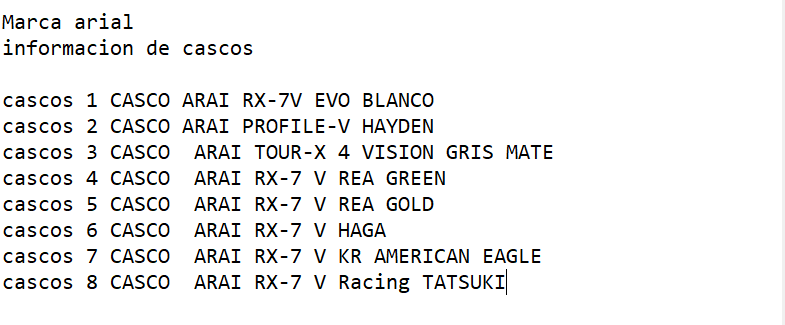 Marca arial
informacion de cascos
cascos 1 CASCO ARAI RX-7V EVO BLANCO
cascos 2 CASCO ARAI PROFILE-V HAYDEN
cascos 3 CASCO  ARAI TOUR-X 4 VISION GRIS MATE
cascos 4 CASCO  ARAI RX-7 V REA GREEN
cascos 5 CASCO  ARAI RX-7 V REA GOLD
cascos 6 CASCO  ARAI RX-7 V HAGA
cascos 7 CASCO  ARAI RX-7 V KR AMERICAN EAGLE
cascos 8 CASCO  ARAI RX-7 V Racing TATSUKI